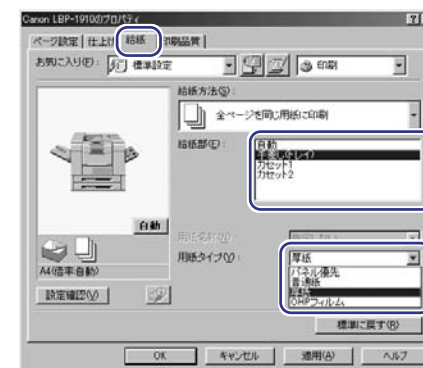 Canon LBP-1910のプロパティ
ページ設定 仕上げ 給紙 印刷品質
お気に入り(F): 標準設定 印刷
給紙方法(S):
全ページを同じ用紙に印刷
給紙部(E):
自動
手差し(トレイ)
カセット1
カセット2
自動
用紙タイプ(Y):
厚紙
パネル優先
普通紙
厚紙
OHPフィルム
A4(倍率:自動)
設定確認(V)
標準に戻す(R)
OK キャンセル 適用(A) ヘルプ